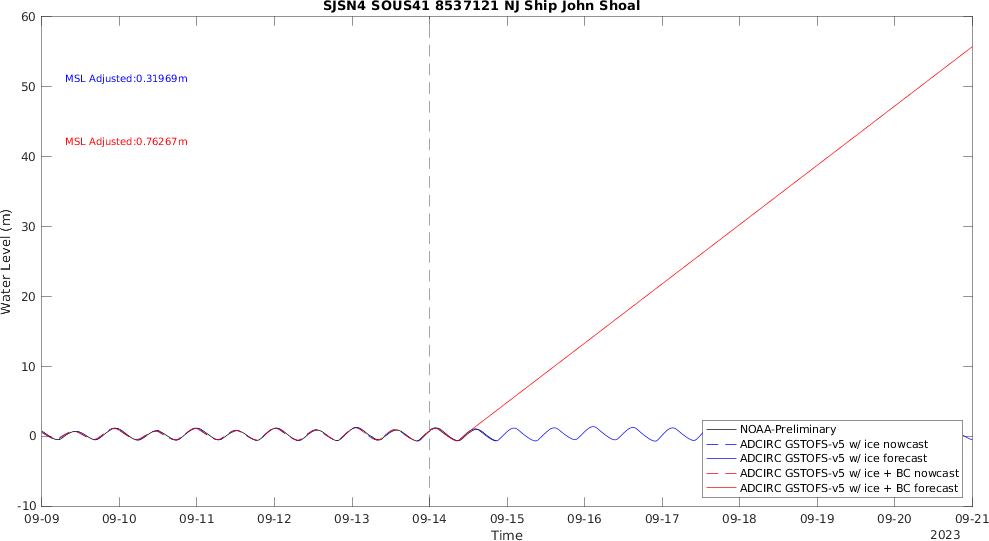 SJSN4 SOUS41 8537121 NJ Ship John Shoal
60
50
40
30
20
10
0
-10
Water Level (m)
MSL Adjusted:0.31969m
MSL Adjusted:0.76267m
NOAA-Preliminary
ADCIRC GSTOFS-v5 w/ ice nowcast
ADCIRC GSTOFS-v5 w/ ice forecast
ADCIRC GSTOFS-v5 w/ ice + BC nowcast
ADCIRC GSTOFS-v5 w/ ice + BC forecast
09-09 09-10 09-11 09-12 09-13 09-14 09-15 09-16 09-17 09-18 09-19 09-20 09-21
Time
2023